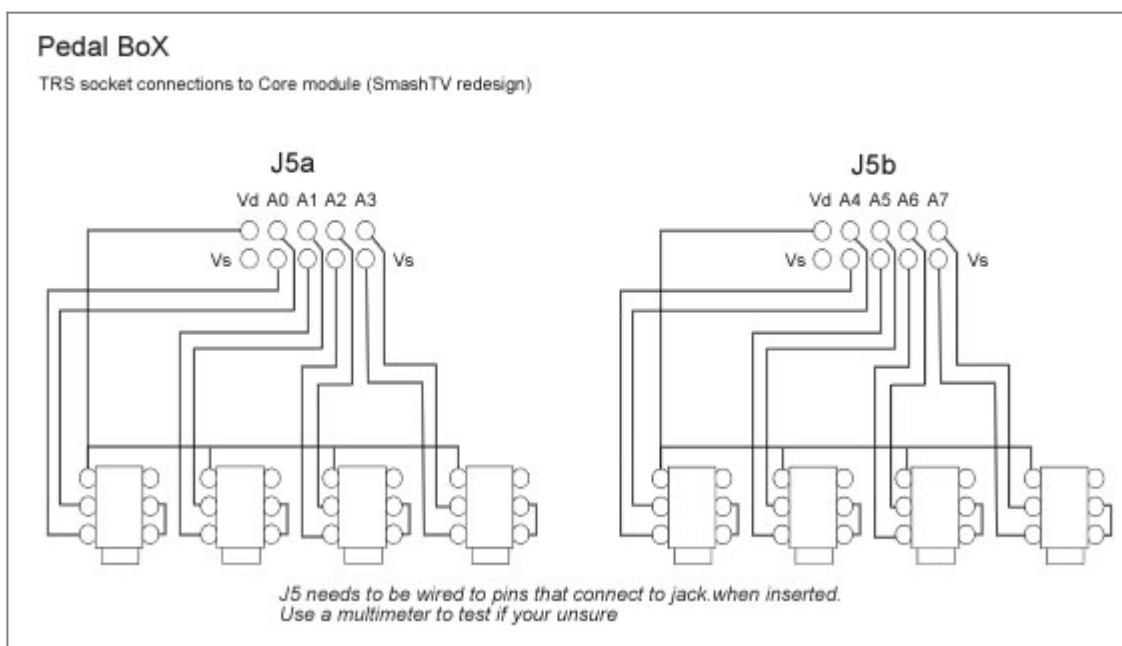 Pedal BoX
TRS socket connections to Core module (SmashTV redesign)
J5a
J5b
Vd A0 A1 A2 A3
Vd A4 A5 A6 A7
Vs
Vs
Vs
Vs
J5 needs to be wired to pins that connect to jack.when inserted.
Use a multimeter to test if your unsure